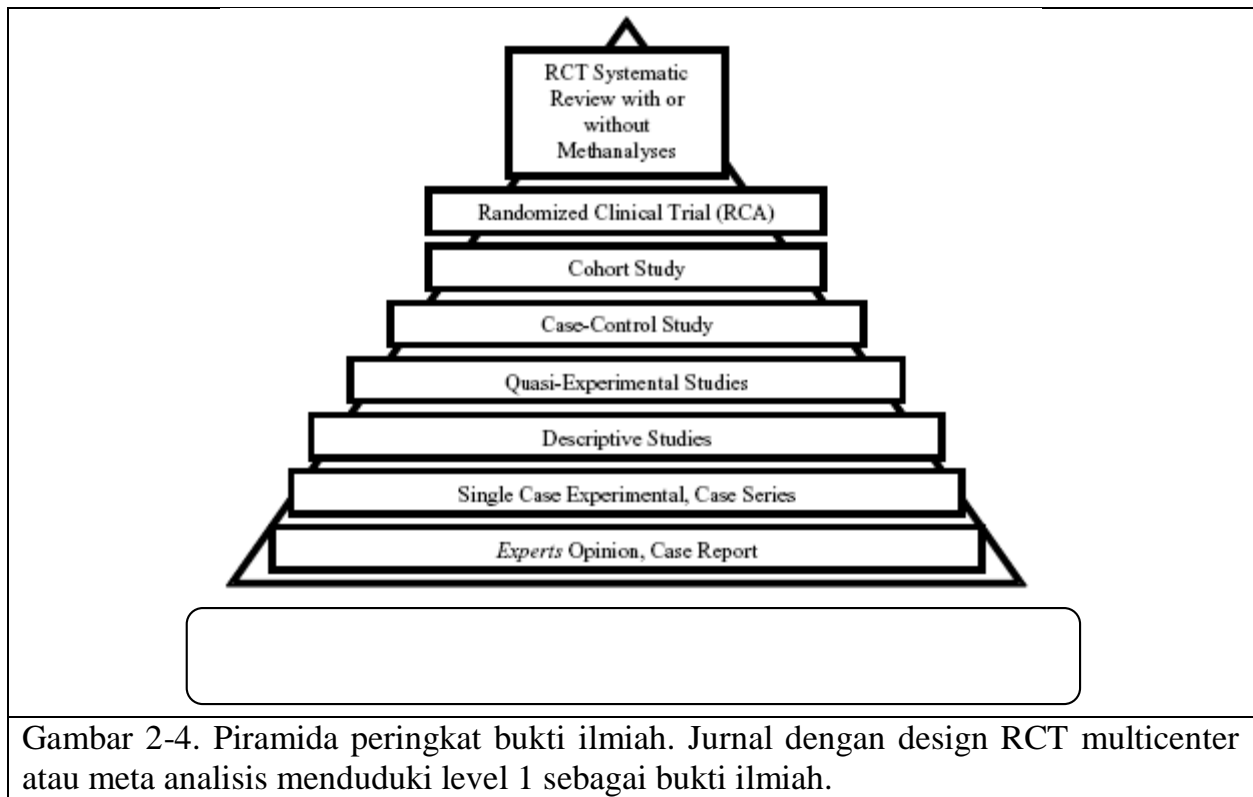 RCT Systematic
Review with or
without
Methanalyses
Randomized Clinical Trial (RCA)
Cohort Study
Case-Control Study
Quasi-Experimental Studies
Descriptive Studies
Single Case Experimental, Case Series
Experts Opinion, Case Report
Gambar 2-4. Piramida peringkat bukti ilmiah. Jurnal dengan design RCT multicenter
atau meta analisis menduduki level 1 sebagai bukti ilmiah.